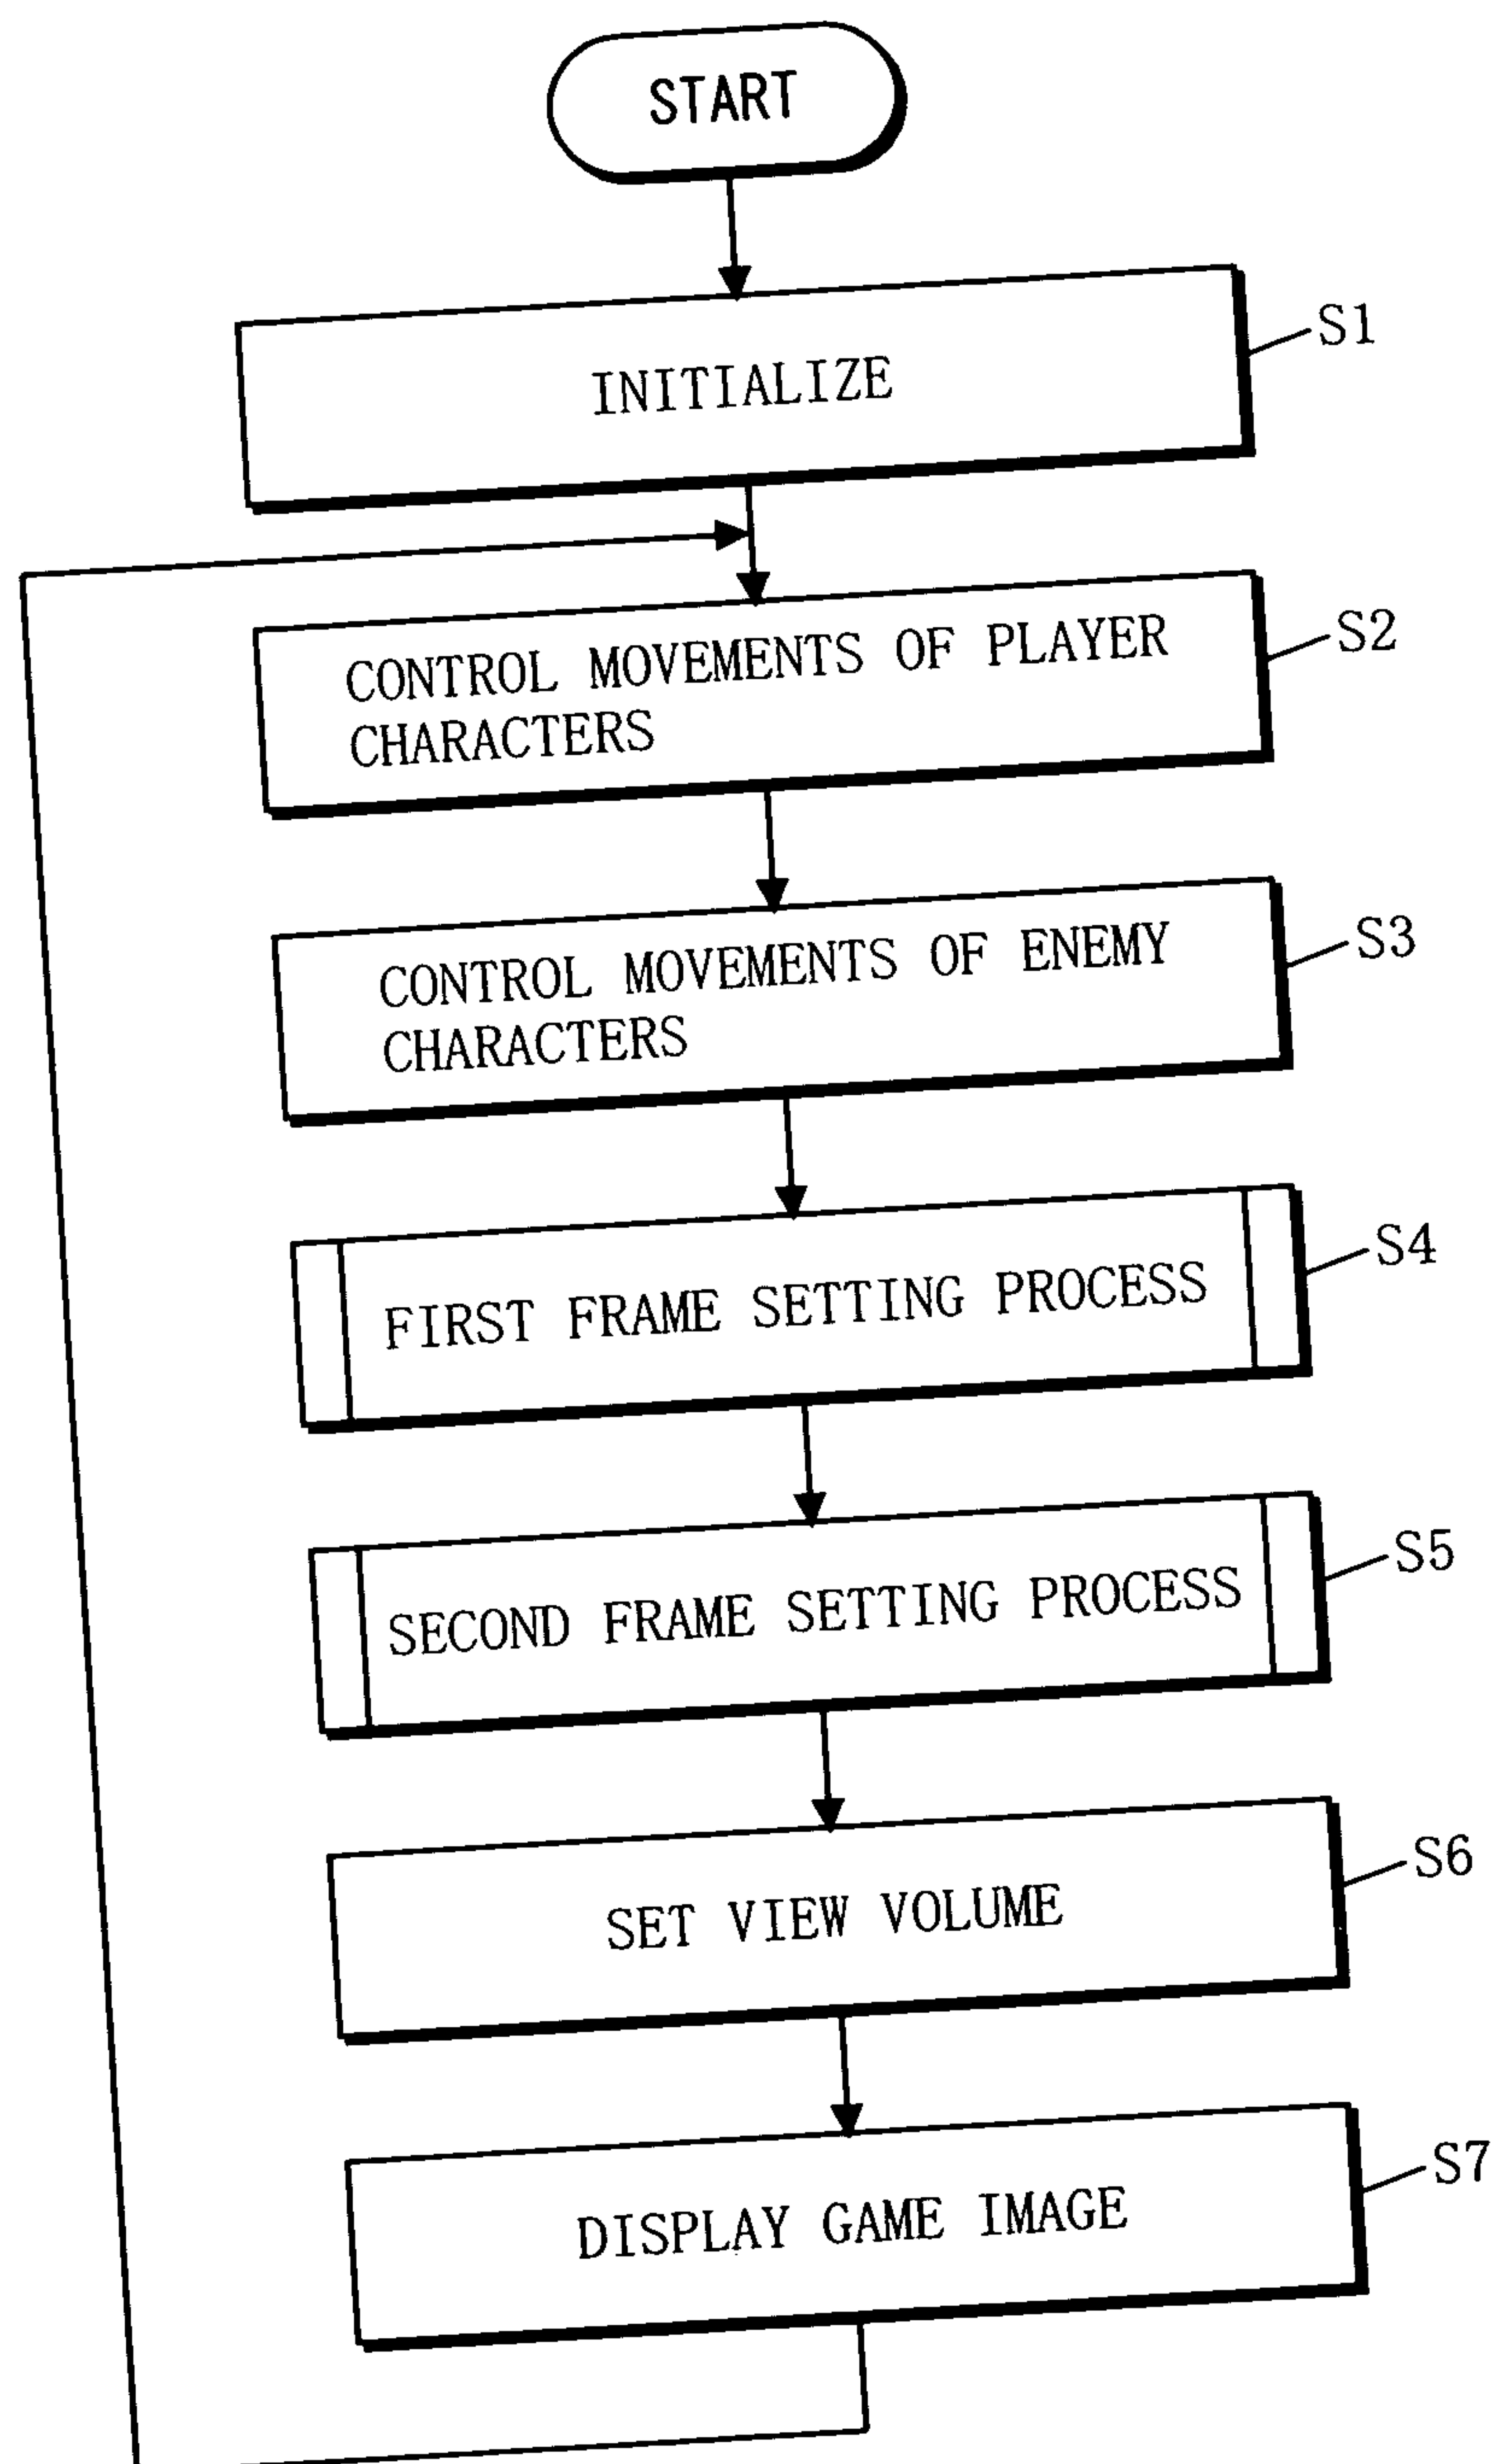 START
INITIALIZE
S1
CONTROL MOVEMENTS OF PLAYER
CHARACTERS
S2
CONTROL MOVEMENTS OF ENEMY
CHARACTERS
S3
FIRST FRAME SETTING PROCESS
S4
SECOND FRAME SETTING PROCESS
S5
SET VIEW VOLUME
S6
DISPLAY GAME IMAGE
S7